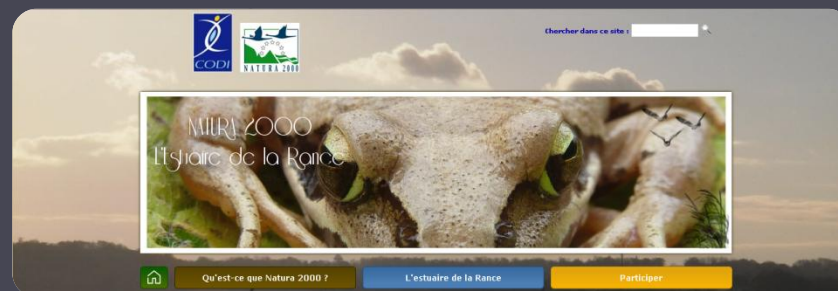 CODI
NATURA 2000
Chercher dans ce site :
NATURA 2000
L'Estuaire de la Rance
Qu'est-ce que Natura 2000 ?
L'estuaire de la Rance
Participer